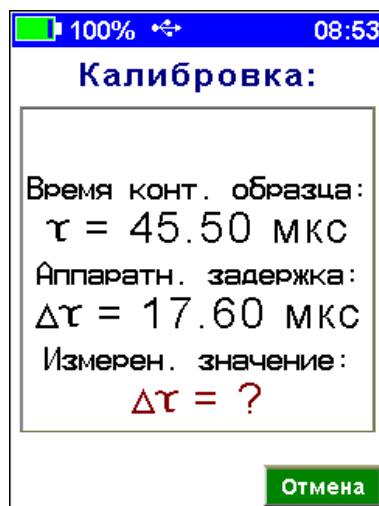 100% 08:53
Калибровка:
Время конт. образца:
τ = 45.50 мкс
Аппаратн. задержка:
Δτ = 17.60 мкс
Измерен. значение:
Δτ = ?
Отмена